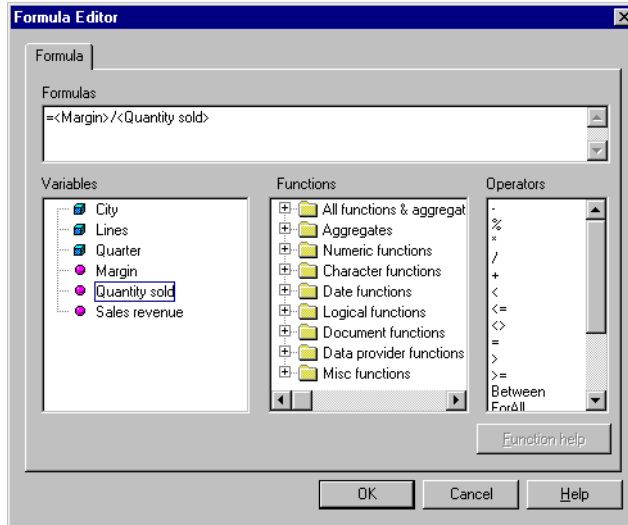 Formula Editor
Formula
Formulas
=<Margin>/<Quantity sold>
Variables
City
Lines
Quarter
Margin
Quantity sold
Sales revenue
Functions
All functions & aggregat
Aggregates
Numeric functions
Character functions
Date functions
Logical functions
Document functions
Data provider functions
Misc functions
Operators
-
%
*
/
+
<
<=
<>
=
>
>=
Between
ForAll
Function help
OK
Cancel
Help